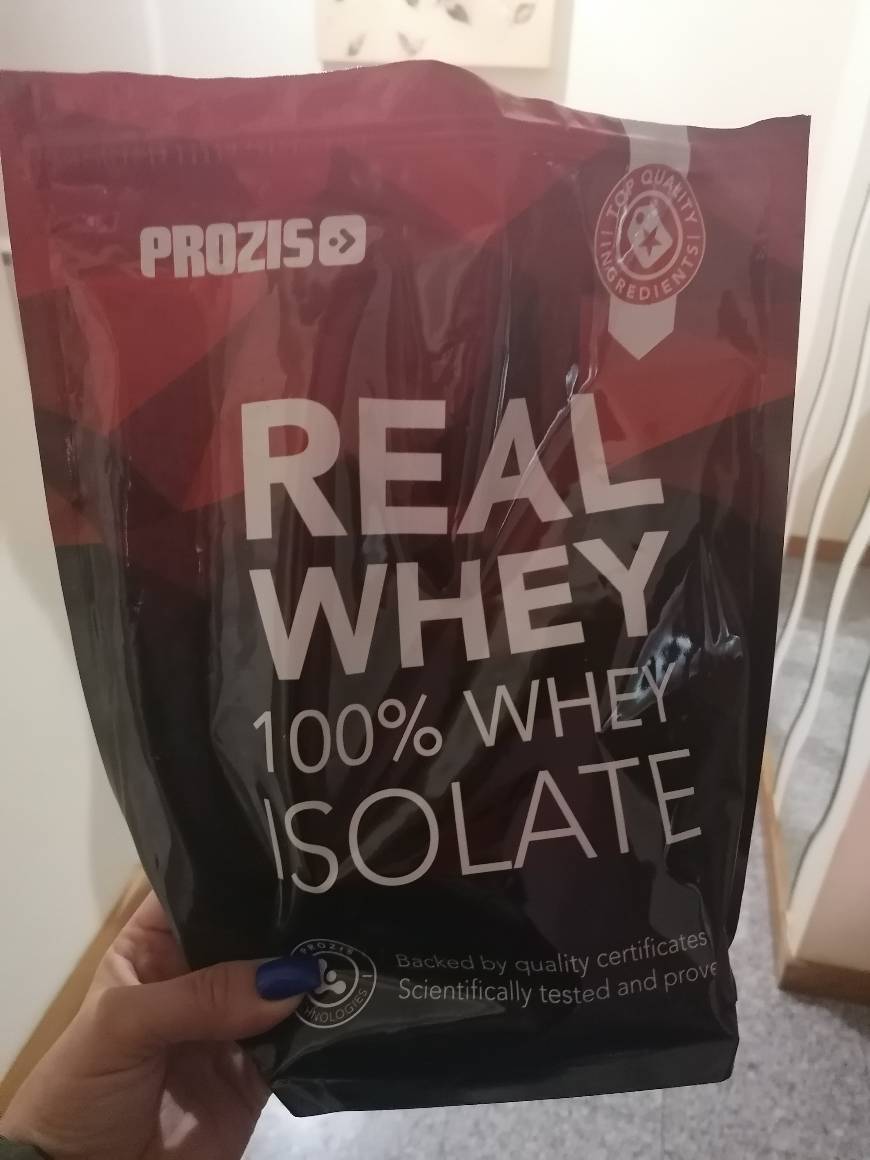 PROZIS
TOP QUALITY
INGREDIENTS
REAL
WHEY
100% WHEY
ISOLATE
PROZIS
Backed by quality certificates
Scientifically tested and prove